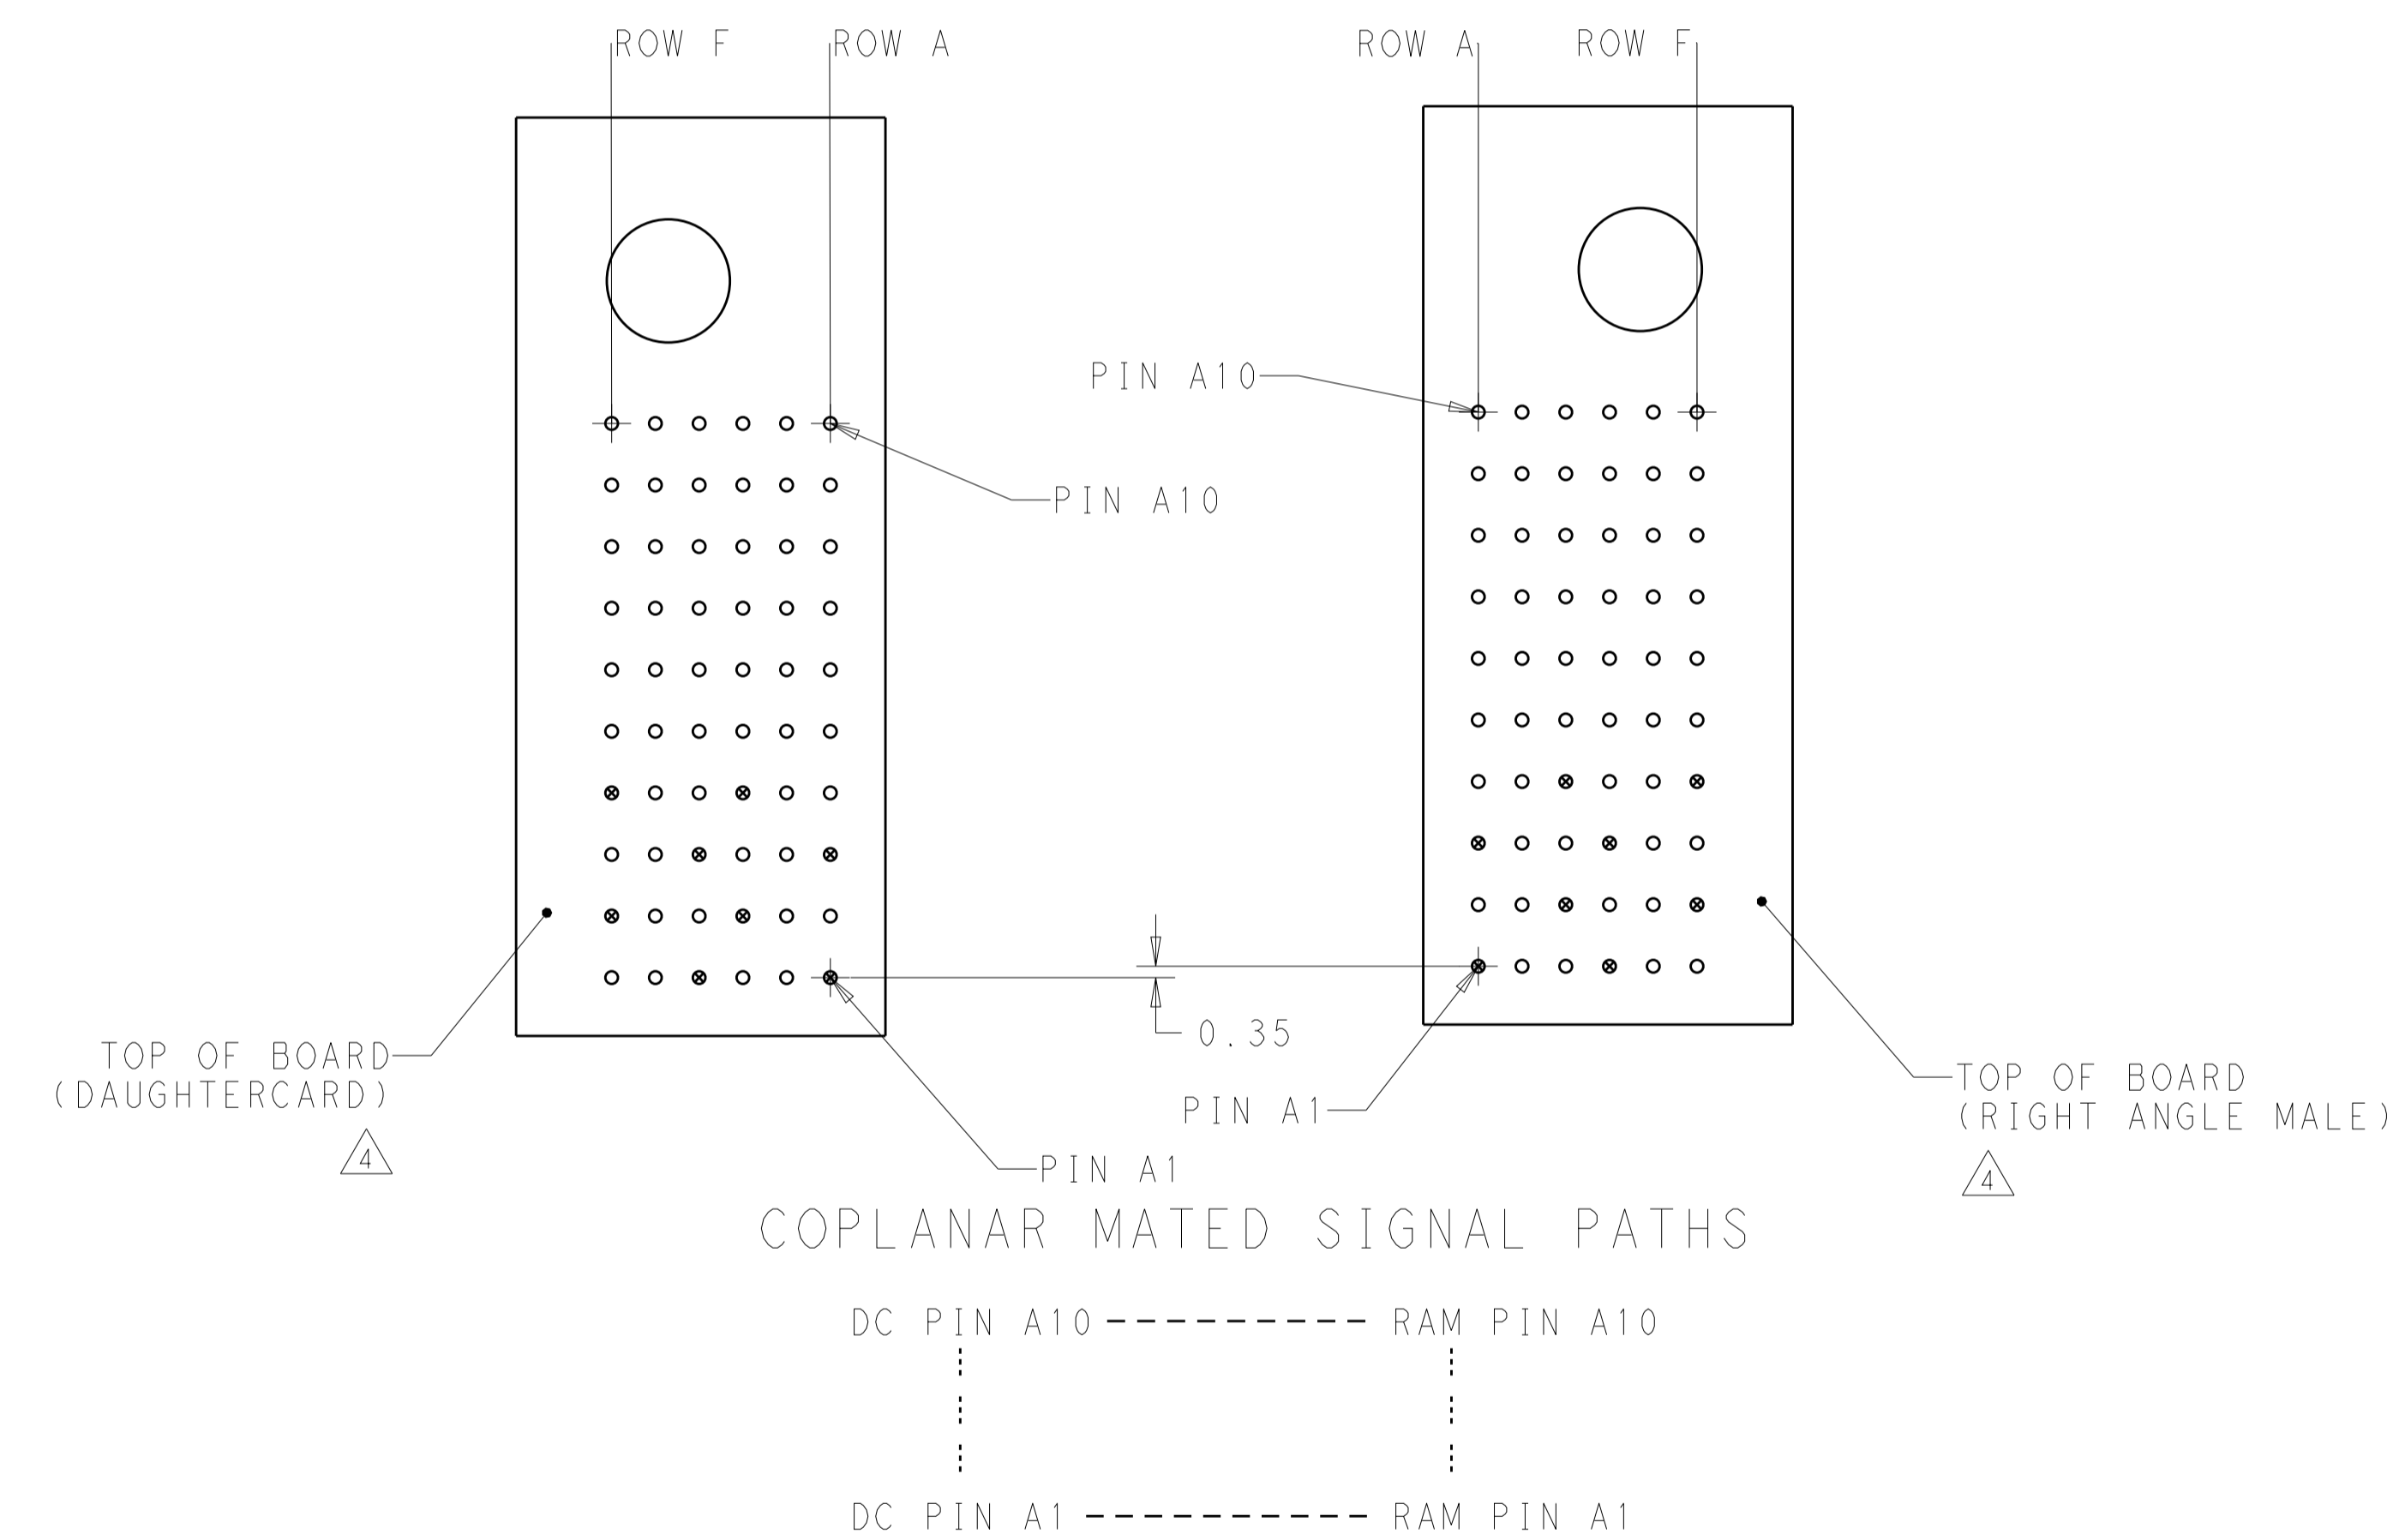 ROW F
ROW A
ROW A
ROW F
PIN A10
PIN A10
0.35
TOP OF BOARD
(DAUGHTERCARD)
4
PIN A1
PIN A1
TOP OF BOARD
(RIGHT ANGLE MALE)
4
COPLANAR MATED SIGNAL PATHS
DC PIN A10 RAM PIN A10
DC PIN A1 RAM PIN A1